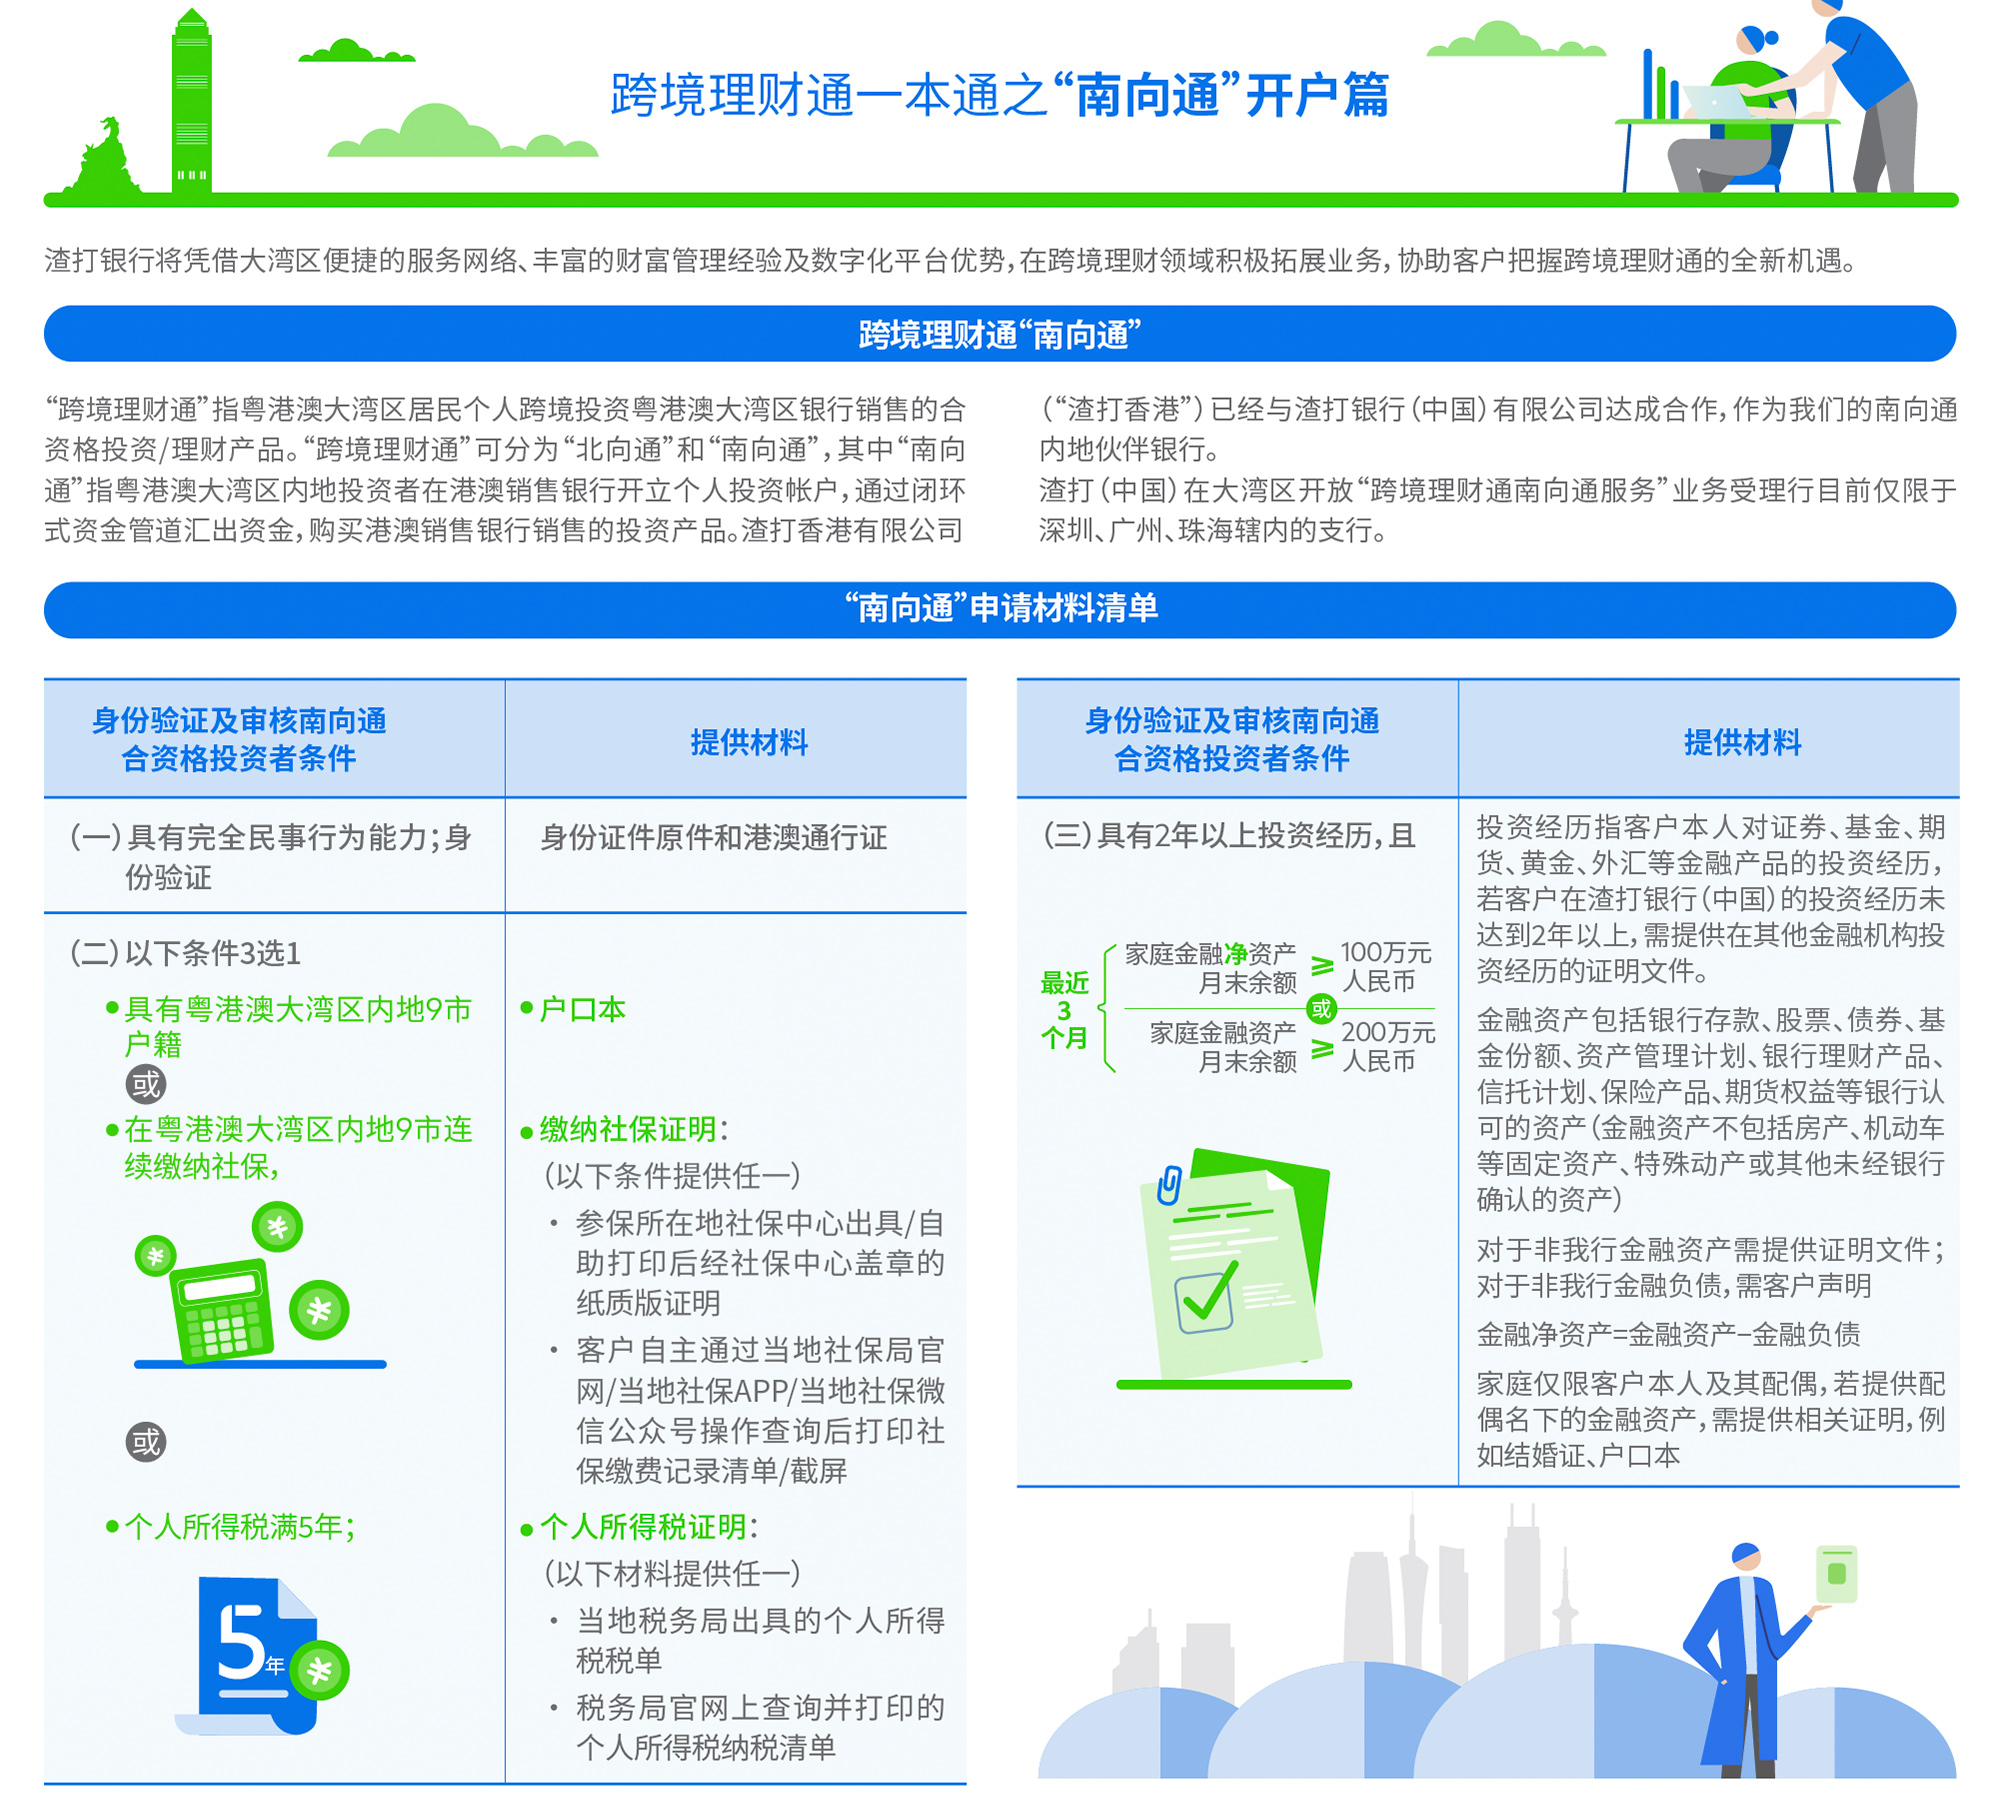 跨境理财通一本通之“南向通”开户篇
渣打银行将凭借大湾区便捷的服务网络、丰富的财富管理经验及数字化平台优势，在跨境理财领域积极拓展业务，协助客户把握跨境理财通的全新机遇。
跨境理财通“南向通”
“跨境理财通”指粤港澳大湾区居民个人跨境投资粤港澳大湾区银行销售的合
资格投资/理财产品。“跨境理财通”可分为“北向通”和“南向通”，其中“南向
通”指粤港澳大湾区内地投资者在港澳销售银行开立个人投资帐户，通过闭环
式资金管道汇出资金，购买港澳销售银行销售的投资产品。渣打香港有限公司
（“渣打香港”）已经与渣打银行（中国）有限公司达成合作，作为我们的南向通
内地伙伴银行。
渣打（中国）在大湾区开放“跨境理财通南向通服务”业务受理行目前仅限于
深圳、广州、珠海辖内的支行。
“南向通”申请材料清单
身份验证及审核南向通
合资格投资者条件
提供材料
（一）具有完全民事行为能力；身
份验证
身份证件原件和港澳通行证
（二）以下条件3选1
●具有粤港澳大湾区内地9市
户籍
●户口本
或
●在粤港澳大湾区内地9市连
续缴纳社保，
●缴纳社保证明：
（以下条件提供任一）
· 参保所在地社保中心出具/自
助打印后经社保中心盖章的
纸质版证明
· 客户自主通过当地社保局官
网/当地社保APP/当地社保微
信公众号操作查询后打印社
保缴费记录清单/截屏
或
●个人所得税满5年；
5年
●个人所得税证明：
（以下材料提供任一）
· 当地税务局出具的个人所得
税税单
· 税务局官网上查询并打印的
个人所得税纳税清单
身份验证及审核南向通
合资格投资者条件
提供材料
（三）具有2年以上投资经历，且
最近
3
个月
家庭金融净资产
月末余额
≥
100万元
人民币
或
家庭金融资产
月末余额
≥
200万元
人民币
投资经历指客户本人对证券、基金、期
货、黄金、外汇等金融产品的投资经历，
若客户在渣打银行（中国）的投资经历未
达到2年以上，需提供在其他金融机构投
资经历的证明文件。
金融资产包括银行存款、股票、债券、基
金份额、资产管理计划、银行理财产品、
信托计划、保险产品、期货权益等银行认
可的资产（金融资产不包括房产、机动车
等固定资产、特殊动产或其他未经银行
确认的资产）
对于非我行金融资产需提供证明文件；
对于非我行金融负债，需客户声明
金融净资产=金融资产–金融负债
家庭仅限客户本人及其配偶，若提供配
偶名下的金融资产，需提供相关证明，例
如结婚证、户口本